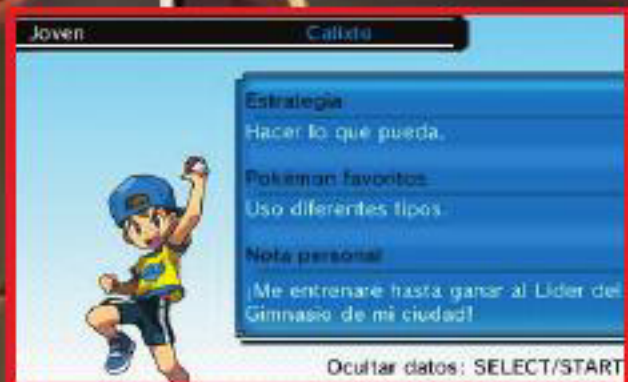 Joven Calixto
Estrategia
Hacer lo que pueda.
Pokémon favoritos
Uso diferentes tipos.
Nota personal
¡Me entrenare hasta ganar al Líder del
Gimnasio de mi ciudad!
Ocultar datos: SELECT/START